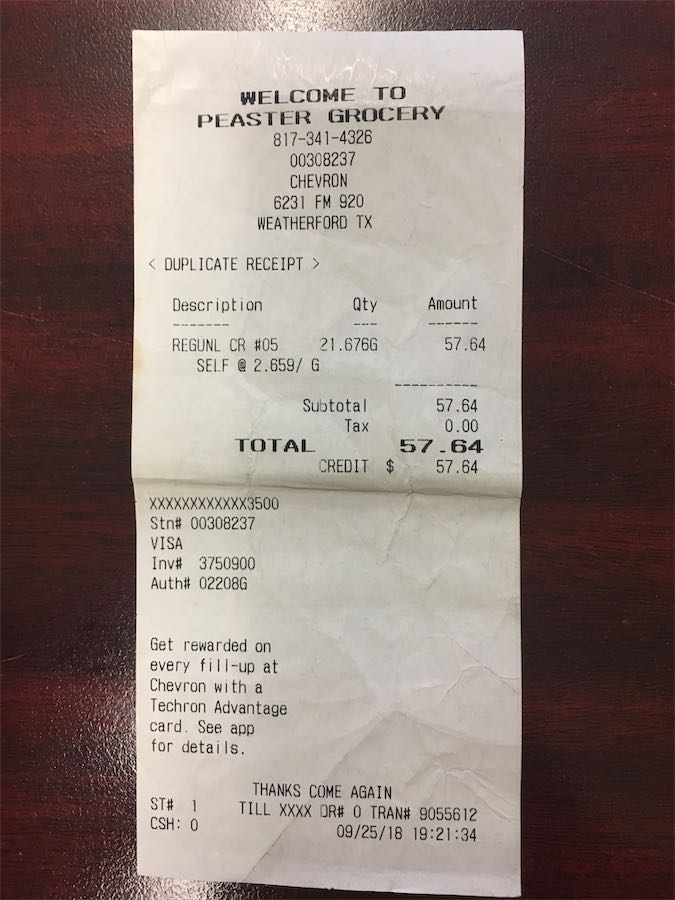 WELCOME TO
PEASTER GROCERY
817-341-4326
00308237
CHEVRON
6231 FM 920
WEATHERFORD TX
< DUPLICATE RECEIPT >
Description Qty Amount
------- --- ------
REGUNL CR #05 21.676G 57.64
SELF @ 2.659/ G
----------
Subtotal 57.64
Tax 0.00
TOTAL 57.64
CREDIT $ 57.64
XXXXXXXXXXXX3500
Stn# 00308237
VISA
Inv# 3750900
Auth# 02208G
Get rewarded on
every fill-up at
Chevron with a
Techron Advantage
card. See app
for details.
THANKS COME AGAIN
ST# 1 TILL XXXX DR# 0 TRAN# 9055612
CSH: 0 09/25/18 19:21:34